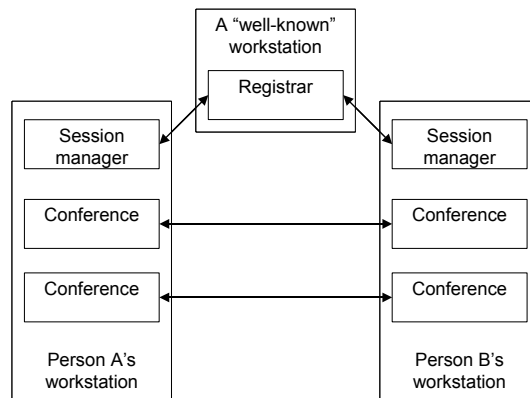 A “well-known”
workstation
Registrar
Session
manager
Session
manager
Conference
Conference
Conference
Conference
Person A’s
workstation
Person B’s
workstation